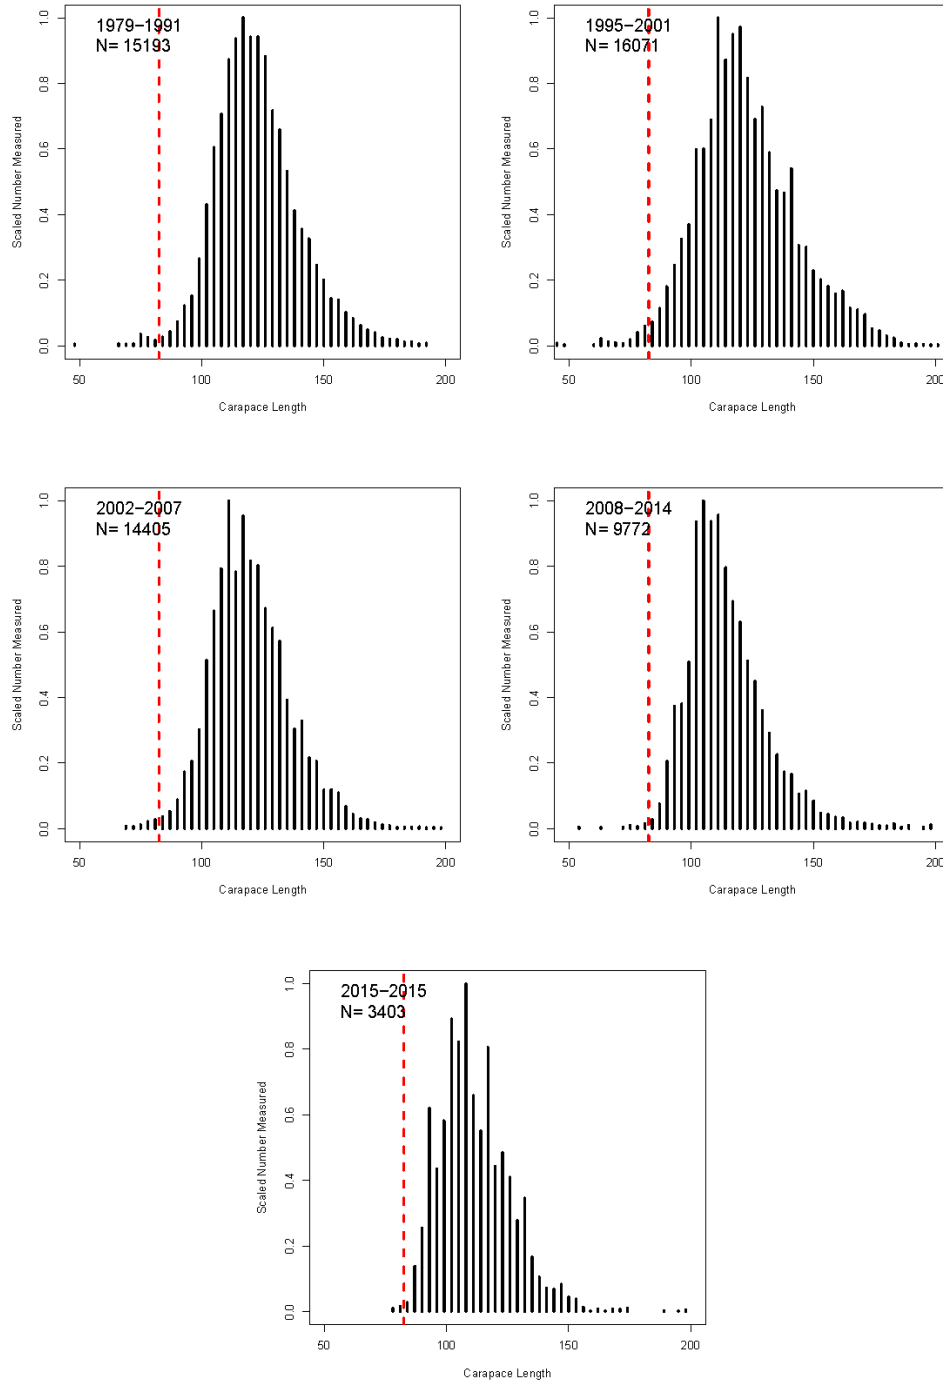 1979−1991
N= 15193
Scaled Number Measured
0.0 0.2 0.4 0.6 0.8 1.0
50 100 150 200
Carapace Length
1995−2001
N= 16071
Scaled Number Measured
0.0 0.2 0.4 0.6 0.8 1.0
50 100 150 200
Carapace Length
2002−2007
N= 14405
Scaled Number Measured
0.0 0.2 0.4 0.6 0.8 1.0
50 100 150 200
Carapace Length
2008−2014
N= 9772
Scaled Number Measured
0.0 0.2 0.4 0.6 0.8 1.0
50 100 150 200
Carapace Length
2015−2015
N= 3403
Scaled Number Measured
0.0 0.2 0.4 0.6 0.8 1.0
50 100 150 200
Carapace Length